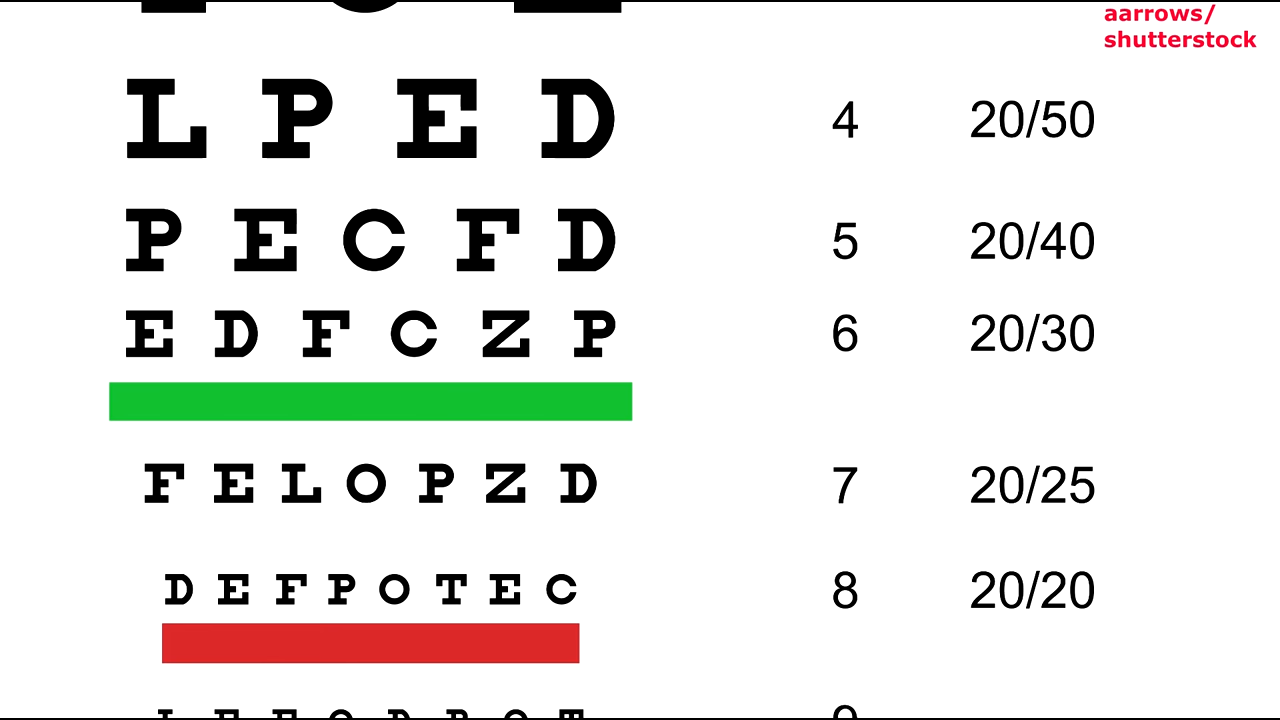 aarrows/
shutterstock
L P E D 4 20/50
P E C F D 5 20/40
E D F C Z P 6 20/30
F E L O P Z D 7 20/25
D E F P O T E C 8 20/20